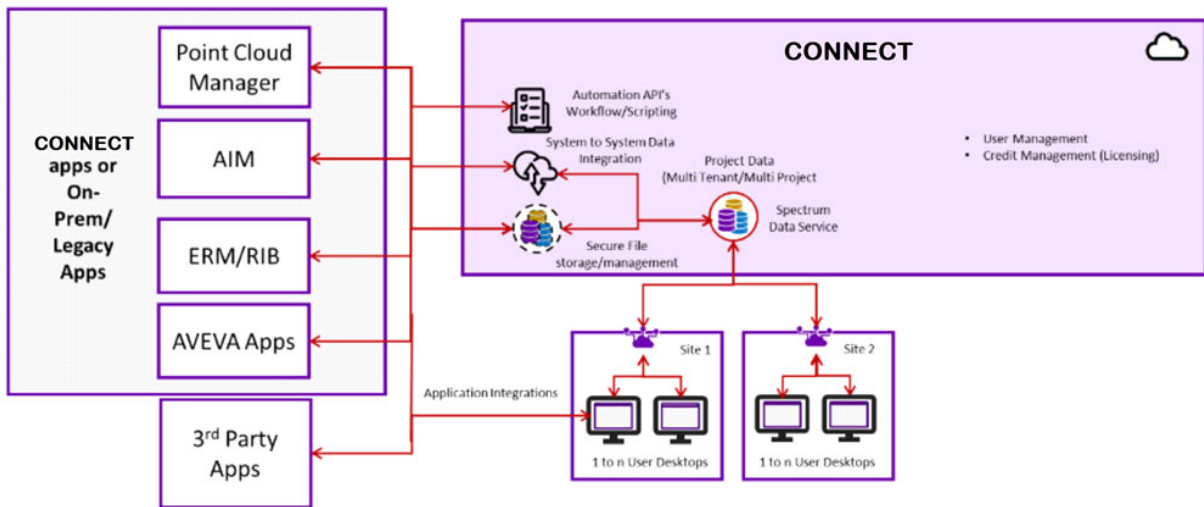 CONNECT
apps or
On-
Prem/
Legacy
Apps
Point Cloud
Manager
AIM
ERM/RIB
AVEVA Apps
3rd Party
Apps
CONNECT
Automation API's
Workflow/Scripting
System to System Data
Integration
Project Data
(Multi Tenant/Multi Project
Spectrum
Data Service
Secure File
storage/management
• User Management
• Credit Management (Licensing)
Application Integrations
Site 1
1 to n User Desktops
Site 2
1 to n User Desktops